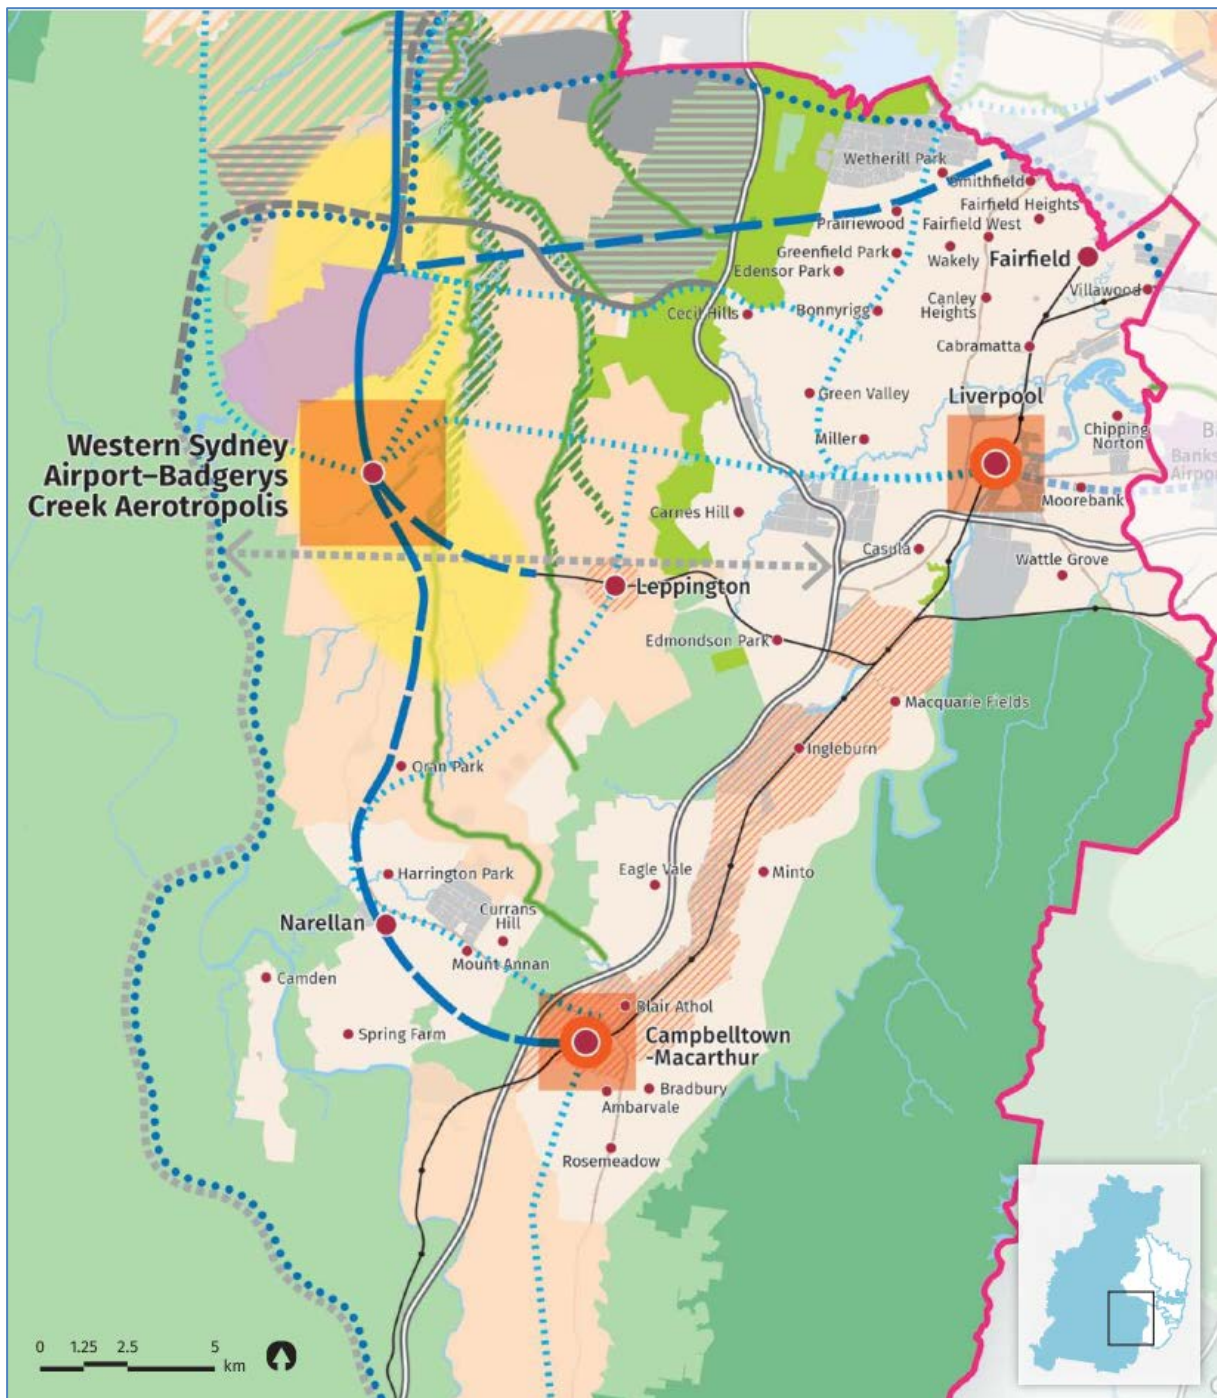 Wetherill Park
Smithfield
Fairfield Heights
Prairiewood
Fairfield West
Greenfield Park
Wakely
Fairfield
Edensor Park
Villawood
Canley
Heights
Cecil Hills
Bonnyrigg
Cabramatta
Green Valley
Liverpool
Chipping
Norton
Miller
Western Sydney
Airport–Badgerys
Creek Aerotropolis
Moorebank
Carnes Hill
Casula
Wattle Grove
Leppington
Edmondson Park
Macquarie Fields
Ingleburn
Oran Park
Eagle Vale
Minto
Harrington Park
Currans
Hill
Narellan
Mount Annan
Camden
Blair Athol
Spring Farm
Campbelltown
-Macarthur
Bradbury
Ambarvale
Rosemeadow
0 1.25 2.5 5
km